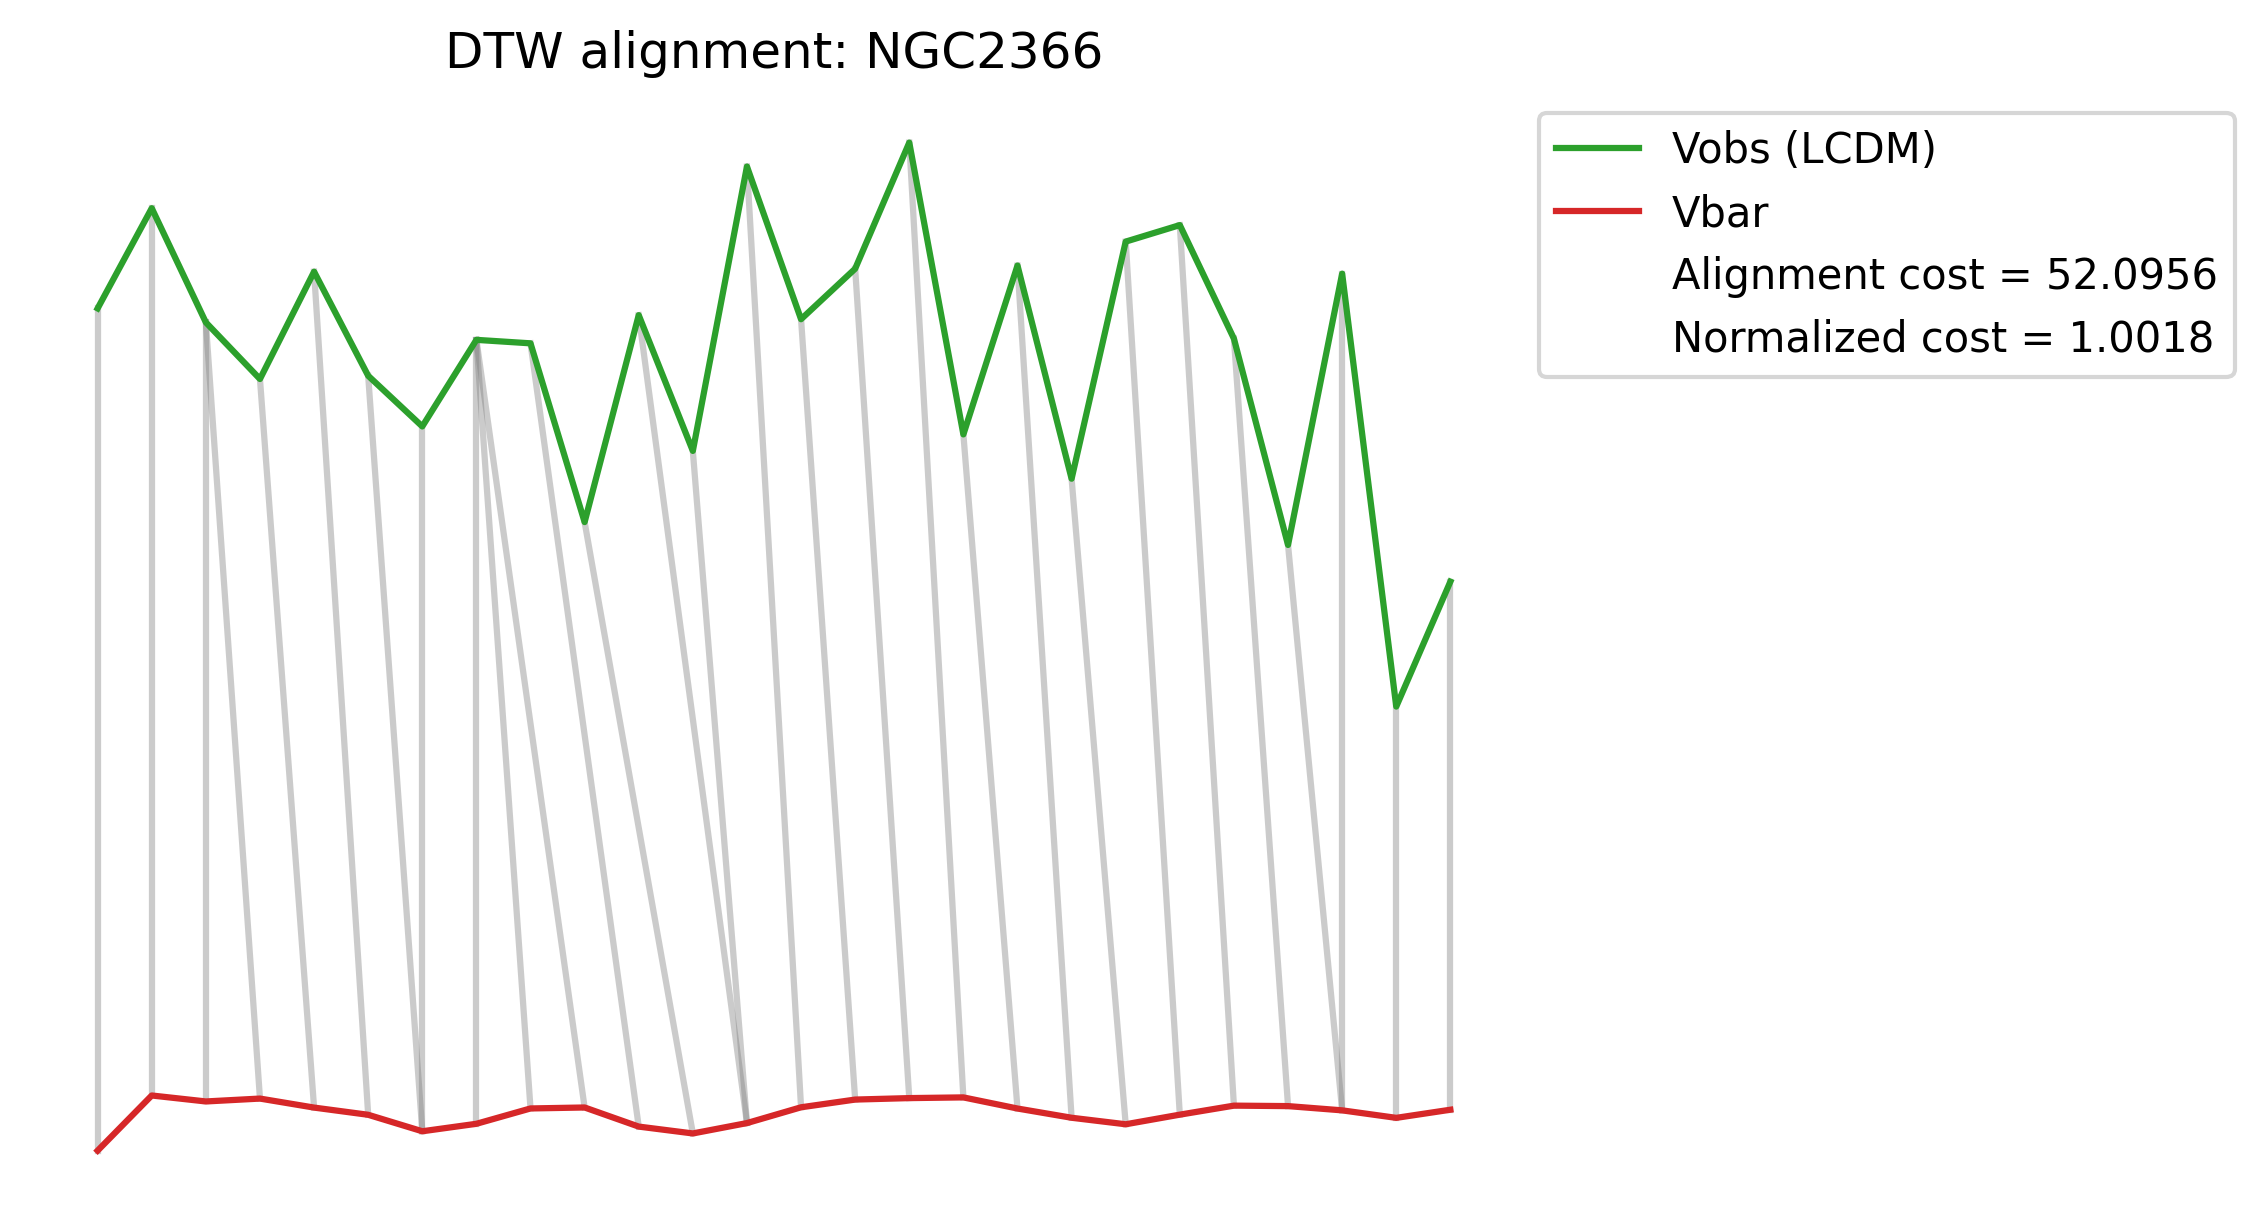 DTW alignment: NGC2366
Vobs (LCDM)
Vbar
Alignment cost = 52.0956
Normalized cost = 1.0018